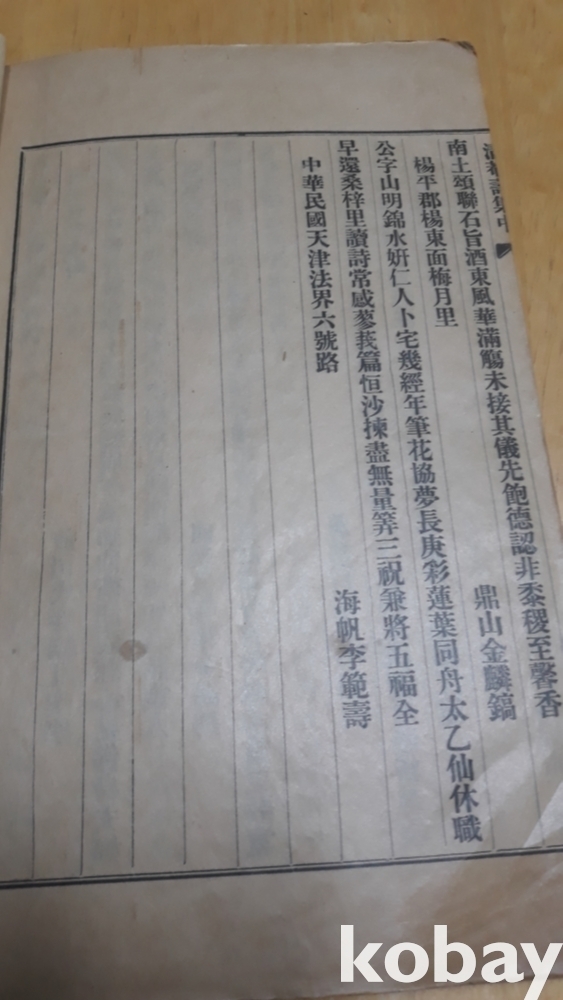 詩集中
南土頌聯石旨酒東風華滿觴未接其儀先飽德認非黍稷至馨香
楊平郡楊東面梅月里 鼎山金麟鎬
公字山明錦水妍仁人卜宅幾經年筆花協夢長庚彩蓮葉同舟太乙仙休職
早還桑梓里讀詩常感蓼莪篇恒沙揀盡無量筭三祝兼將五福全
中華民國天津法界六號路 海帆李範壽
kobay